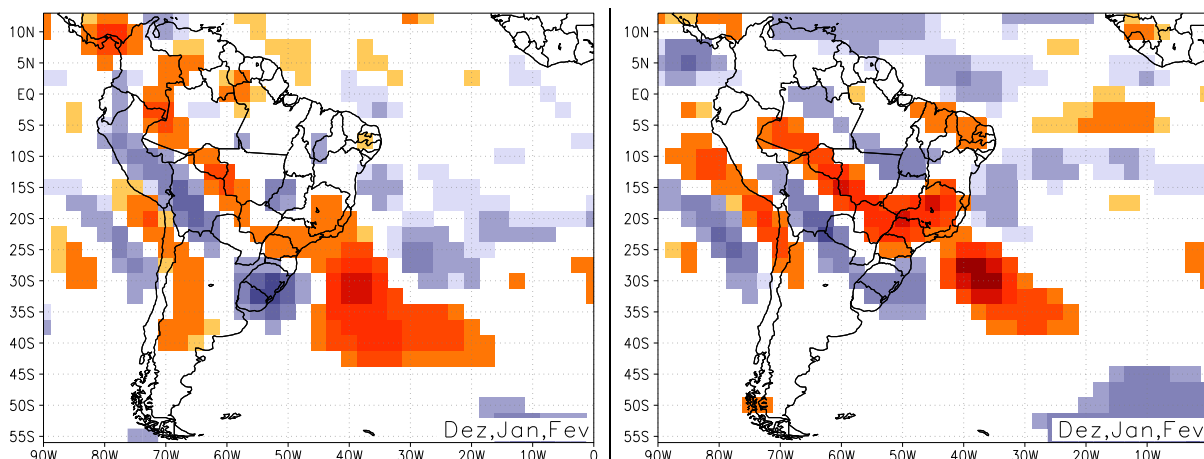 10N
5N
EQ
5S
10S
15S
20S
25S
30S
35S
40S
45S
50S
55S
Dez,Jan,Fev
90W 80W 70W 60W 50W 40W 30W 20W 10W 0
10N
5N
EQ
5S
10S
15S
20S
25S
30S
35S
40S
45S
50S
55S
Dez,Jan,Fev
90W 80W 70W 60W 50W 40W 30W 20W 10W